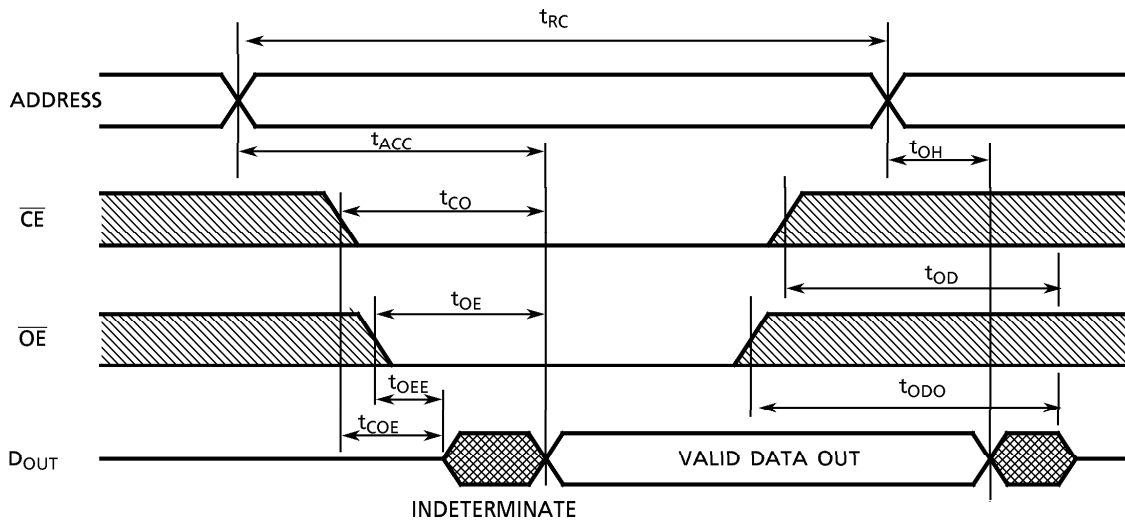 tRC
ADDRESS
tACC
tOH
CE
tCO
tOD
OE
tOE
tOEE
tODO
tCOE
DOUT
VALID DATA OUT
INDETERMINATE